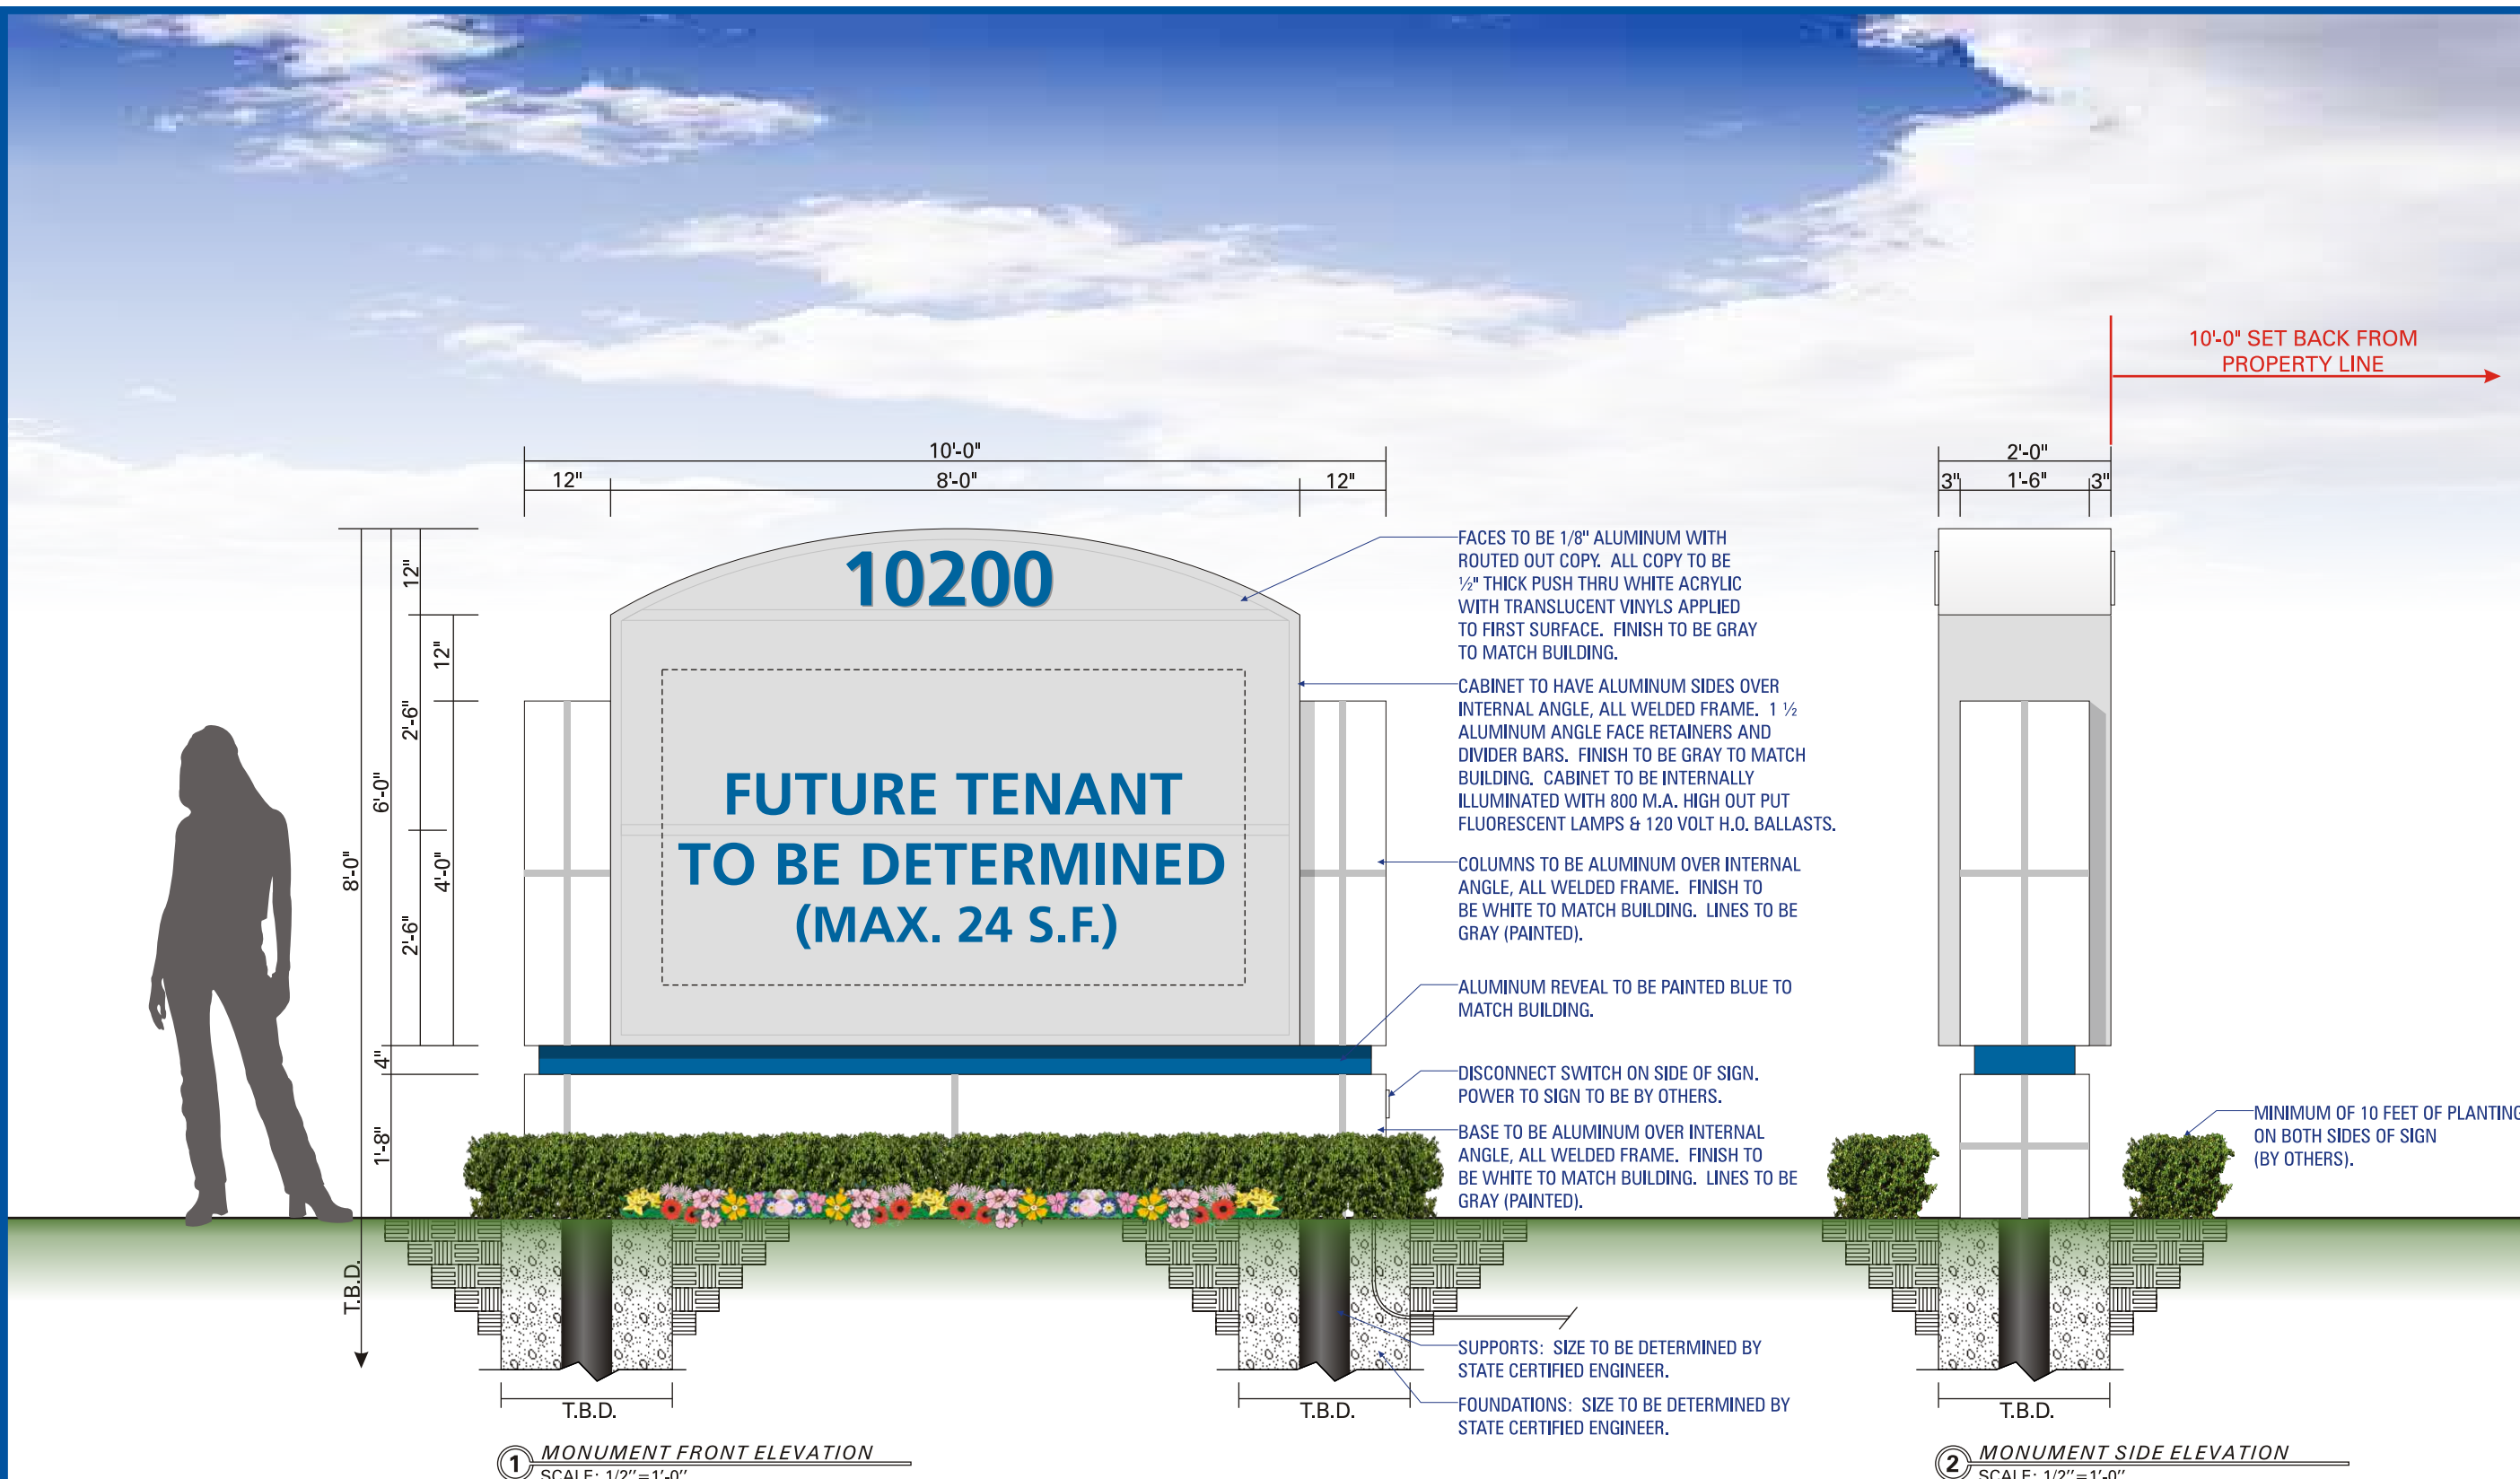 10'-0" SET BACK FROM
PROPERTY LINE
10'-0"
12"
8'-0"
12"
2'-0"
3"
1'-6"
3"
10200
FUTURE TENANT
TO BE DETERMINED
(MAX. 24 S.F.)
12"
12"
2'-6"
6'-0"
8'-0"
4'-0"
2'-6"
4"
1'-8"
T.B.D.
FACES TO BE 1/8" ALUMINUM WITH
ROUTED OUT COPY. ALL COPY TO BE
½" THICK PUSH THRU WHITE ACRYLIC
WITH TRANSLUCENT VINYLS APPLIED
TO FIRST SURFACE. FINISH TO BE GRAY
TO MATCH BUILDING.
CABINET TO HAVE ALUMINUM SIDES OVER
INTERNAL ANGLE, ALL WELDED FRAME. 1 ½
ALUMINUM ANGLE FACE RETAINERS AND
DIVIDER BARS. FINISH TO BE GRAY TO MATCH
BUILDING. CABINET TO BE INTERNALLY
ILLUMINATED WITH 800 M.A. HIGH OUT PUT
FLUORESCENT LAMPS & 120 VOLT H.O. BALLASTS.
COLUMNS TO BE ALUMINUM OVER INTERNAL
ANGLE, ALL WELDED FRAME. FINISH TO
BE WHITE TO MATCH BUILDING. LINES TO BE
GRAY (PAINTED).
ALUMINUM REVEAL TO BE PAINTED BLUE TO
MATCH BUILDING.
DISCONNECT SWITCH ON SIDE OF SIGN.
POWER TO SIGN TO BE BY OTHERS.
BASE TO BE ALUMINUM OVER INTERNAL
ANGLE, ALL WELDED FRAME. FINISH TO
BE WHITE TO MATCH BUILDING. LINES TO BE
GRAY (PAINTED).
MINIMUM OF 10 FEET OF PLANTING
ON BOTH SIDES OF SIGN
(BY OTHERS).
SUPPORTS: SIZE TO BE DETERMINED BY
STATE CERTIFIED ENGINEER.
FOUNDATIONS: SIZE TO BE DETERMINED BY
STATE CERTIFIED ENGINEER.
T.B.D.
T.B.D.
T.B.D.
1 MONUMENT FRONT ELEVATION
SCALE: 1/2"=1'-0"
2 MONUMENT SIDE ELEVATION
SCALE: 1/2"=1'-0"